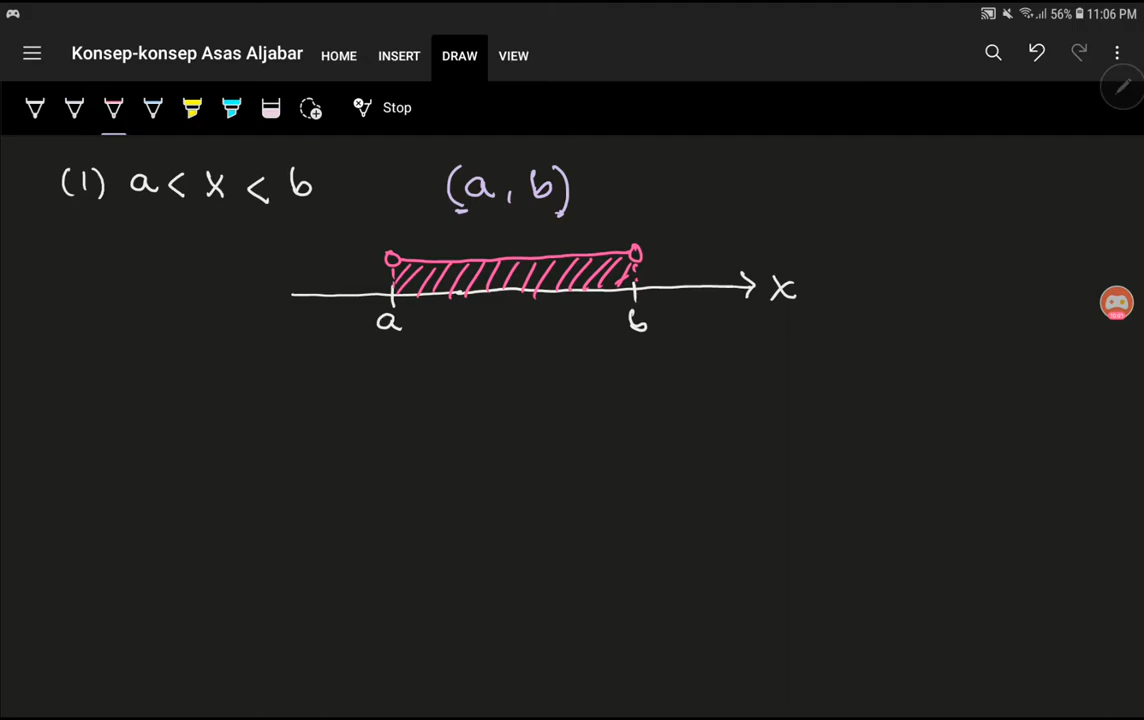 56% 11:06 PM
Konsep-konsep Asas Aljabar HOME INSERT DRAW VIEW
Stop
(1) a < x < b (a, b)
x
a b